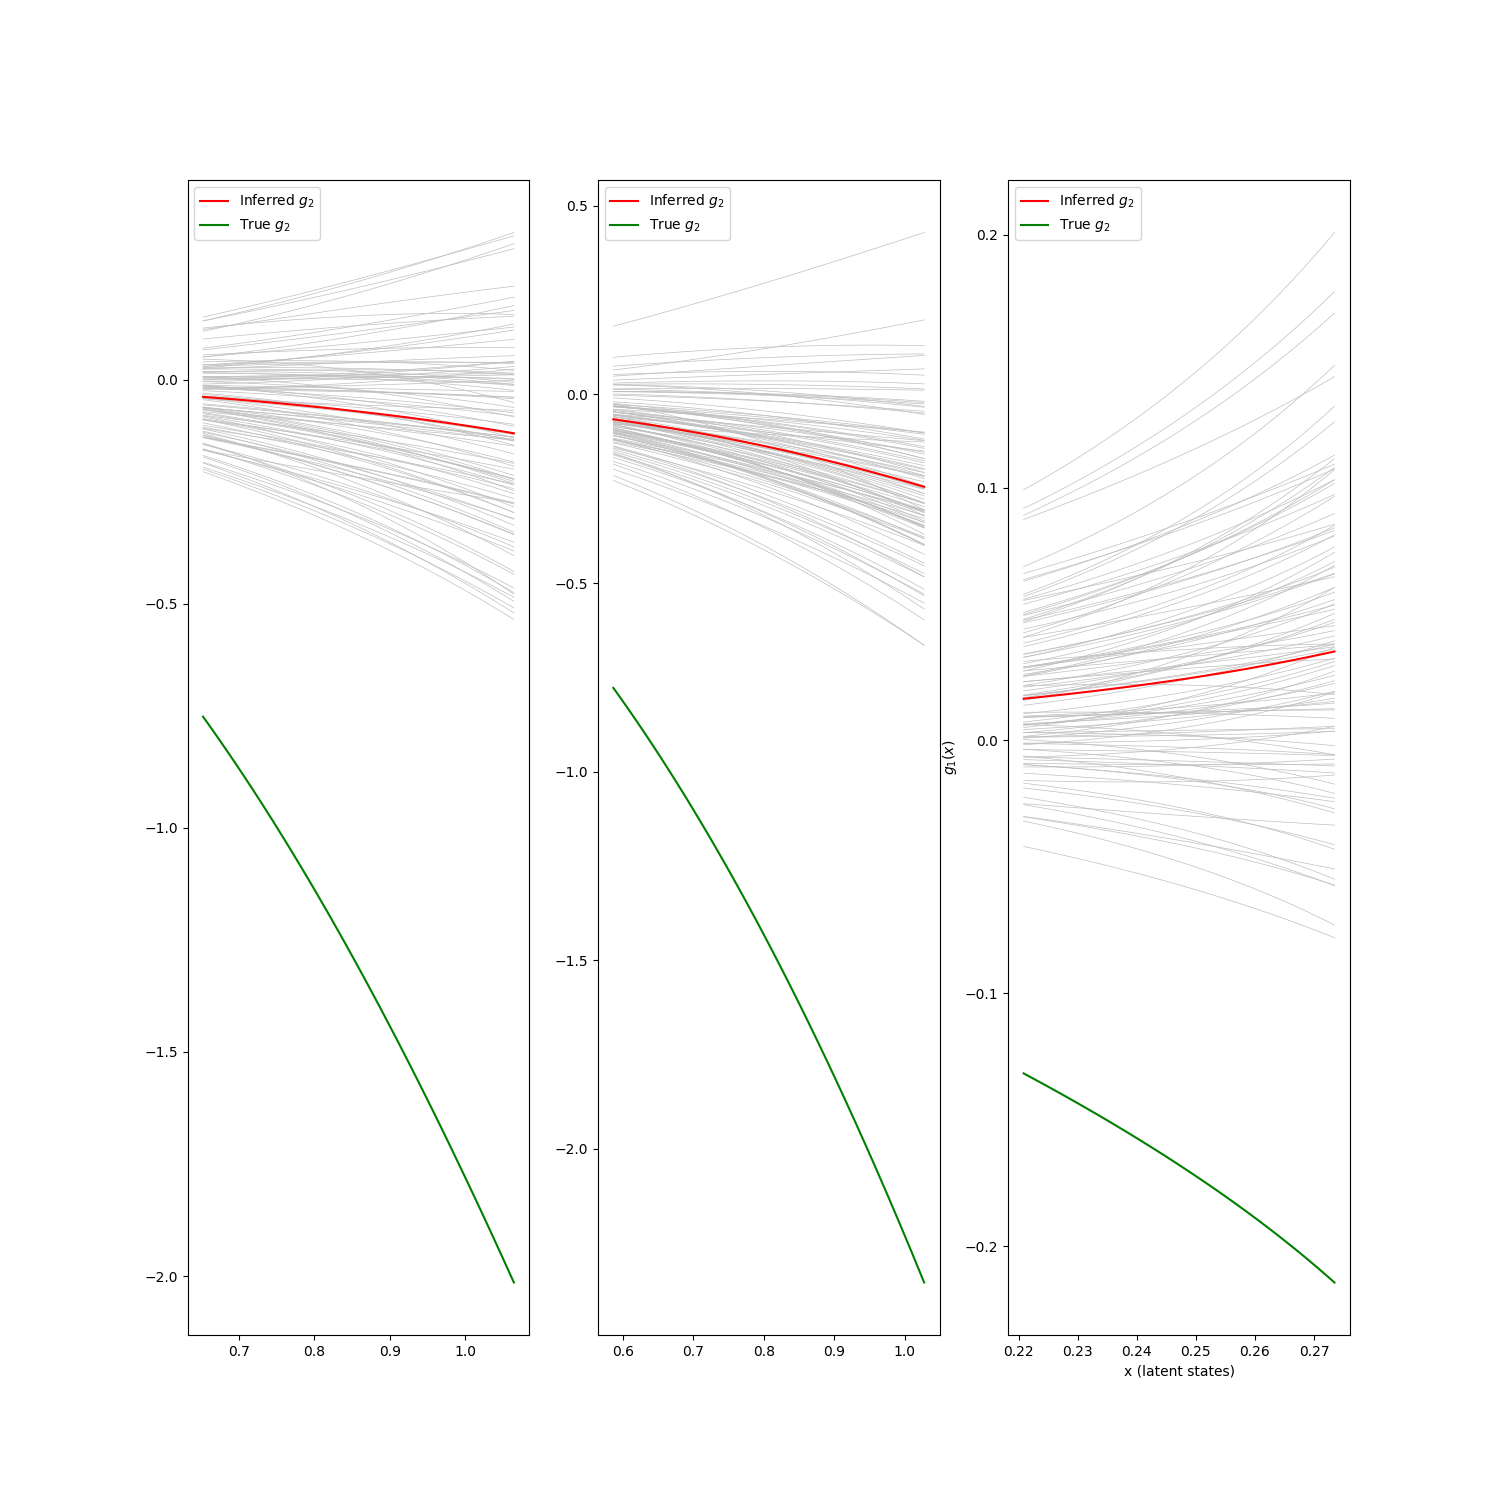 Inferred g₂
True g₂
0.0
−0.5
−1.0
−1.5
−2.0
0.7 0.8 0.9 1.0
Inferred g₂
True g₂
0.5
0.0
−0.5
−1.0
−1.5
−2.0
0.6 0.7 0.8 0.9 1.0
Inferred g₂
True g₂
g₁(x)
0.2
0.1
0.0
−0.1
−0.2
0.22 0.23 0.24 0.25 0.26 0.27
x (latent states)